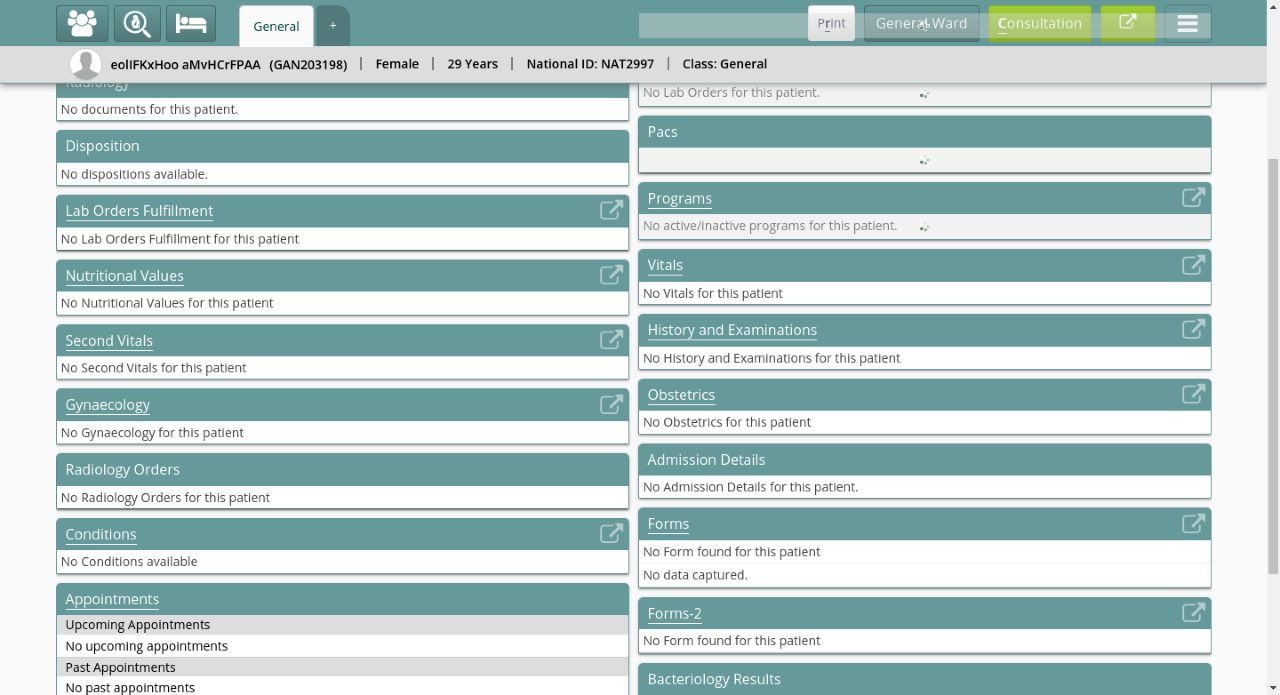 General
+
Print
General Ward
Consultation
eolIFKxHoo aMvHCrFPAA (GAN203198) | Female | 29 Years | National ID: NAT2997 | Class: General
Radiology
No documents for this patient.
Disposition
No dispositions available.
Lab Orders Fulfillment
No Lab Orders Fulfillment for this patient
Nutritional Values
No Nutritional Values for this patient
Second Vitals
No Second Vitals for this patient
Gynaecology
No Gynaecology for this patient
Radiology Orders
No Radiology Orders for this patient
Conditions
No Conditions available
Appointments
Upcoming Appointments
No upcoming appointments
Past Appointments
No past appointments
No Lab Orders for this patient.
Pacs
Programs
No active/inactive programs for this patient.
Vitals
No Vitals for this patient
History and Examinations
No History and Examinations for this patient
Obstetrics
No Obstetrics for this patient
Admission Details
No Admission Details for this patient.
Forms
No Form found for this patient
No data captured.
Forms-2
No Form found for this patient
Bacteriology Results